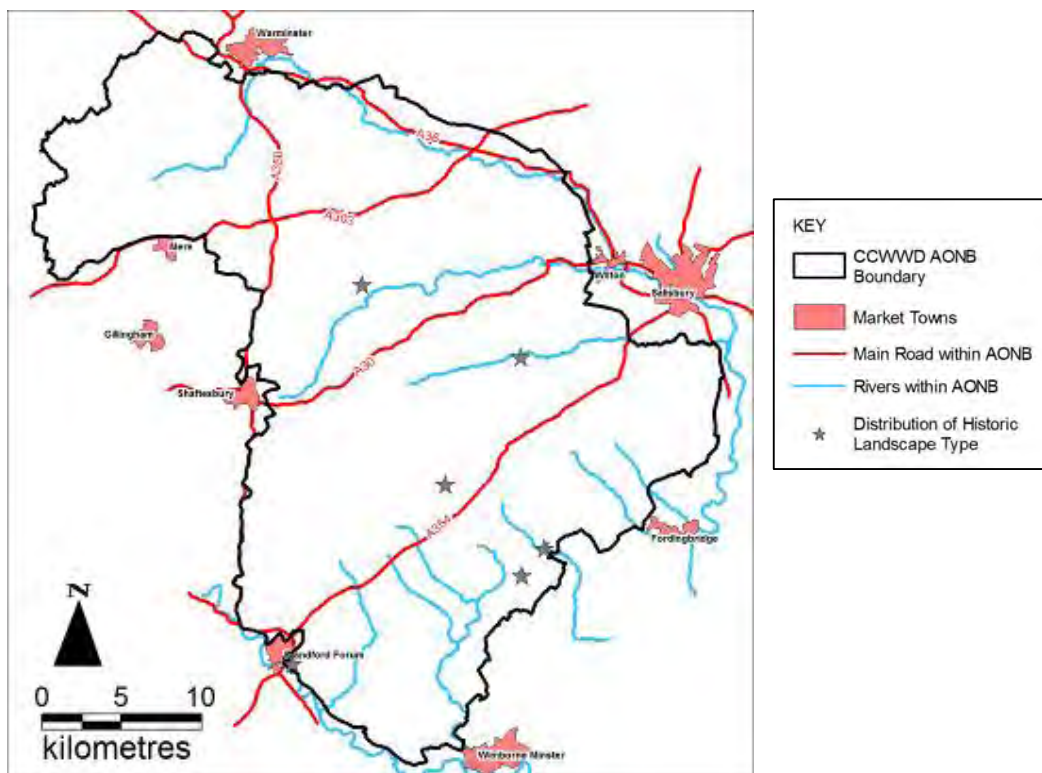 Warminster
A36
A350
A303
Mere
Wilton
Salisbury
Gillingham
A30
Shaftesbury
A354
Fordingbridge
N
Blandford Forum
0 5 10
kilometres
Wimborne Minster
KEY
CCWWD AONB
Boundary
Market Towns
Main Road within AONB
Rivers within AONB
Distribution of Historic
Landscape Type